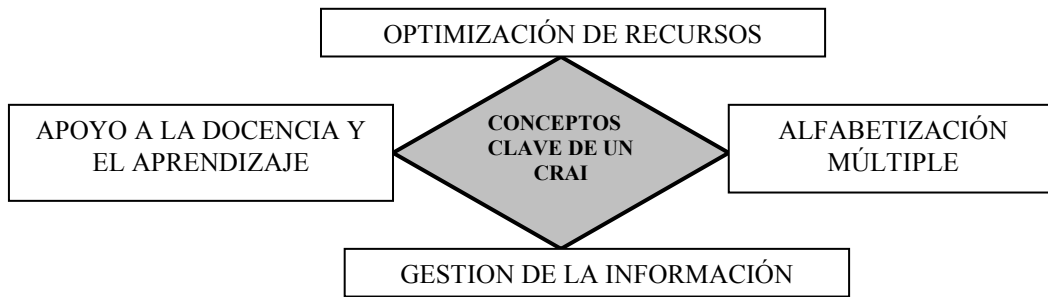 OPTIMIZACIÓN DE RECURSOS
APOYO A LA DOCENCIA Y
EL APRENDIZAJE
CONCEPTOS
CLAVE DE UN
CRAI
ALFABETIZACIÓN
MÚLTIPLE
GESTION DE LA INFORMACIÓN